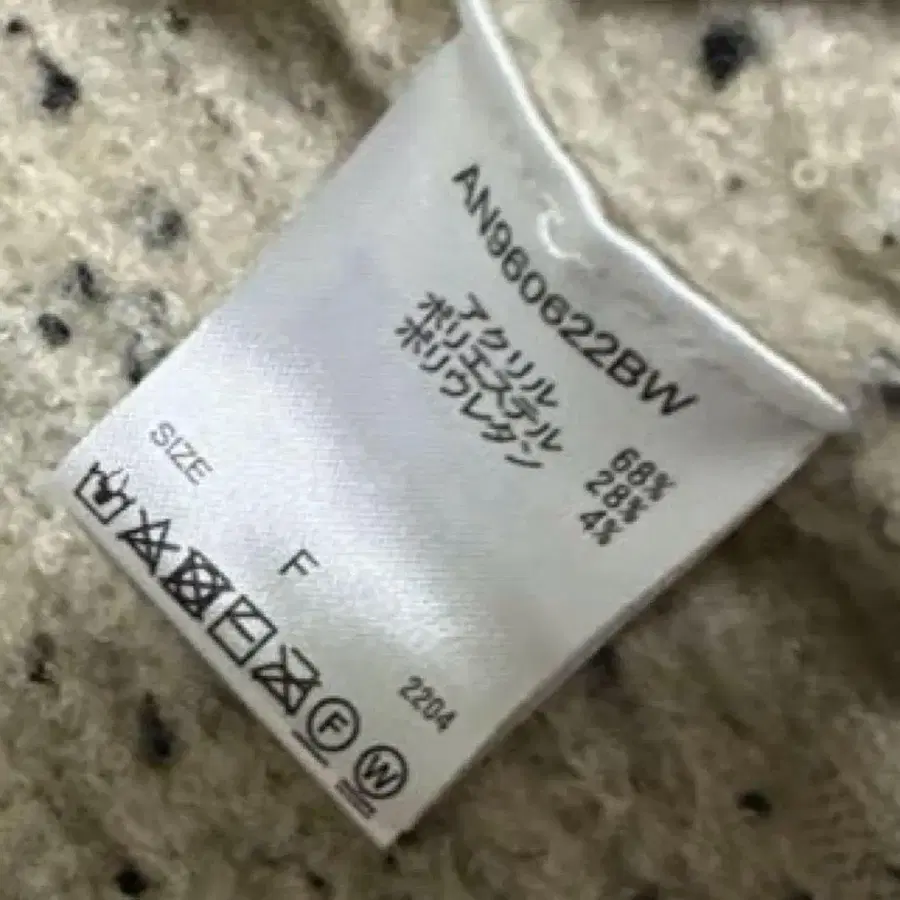 AN960622BW
アクリル 68%
ポリエステル 28%
ポリウレタン 4%
SIZE
F
2204
F
W